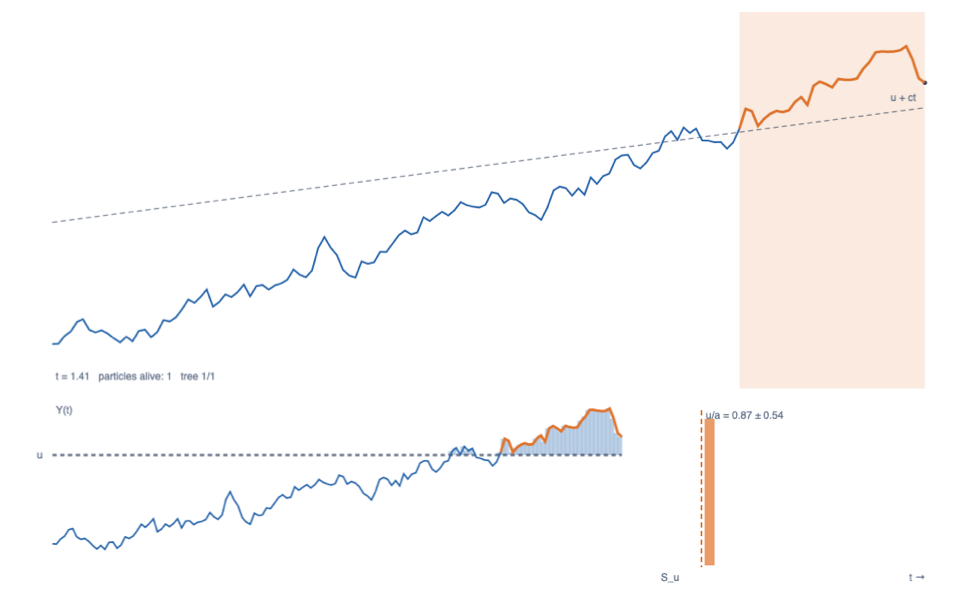 u + ct
t = 1.41 particles alive: 1 tree 1/1
Y(t)
u/a = 0.87 ± 0.54
u
S_u
t →